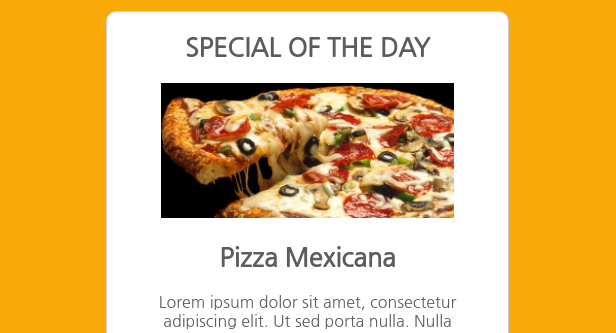 SPECIAL OF THE DAY
Pizza Mexicana
Lorem ipsum dolor sit amet, consectetur
adipiscing elit. Ut sed porta nulla. Nulla